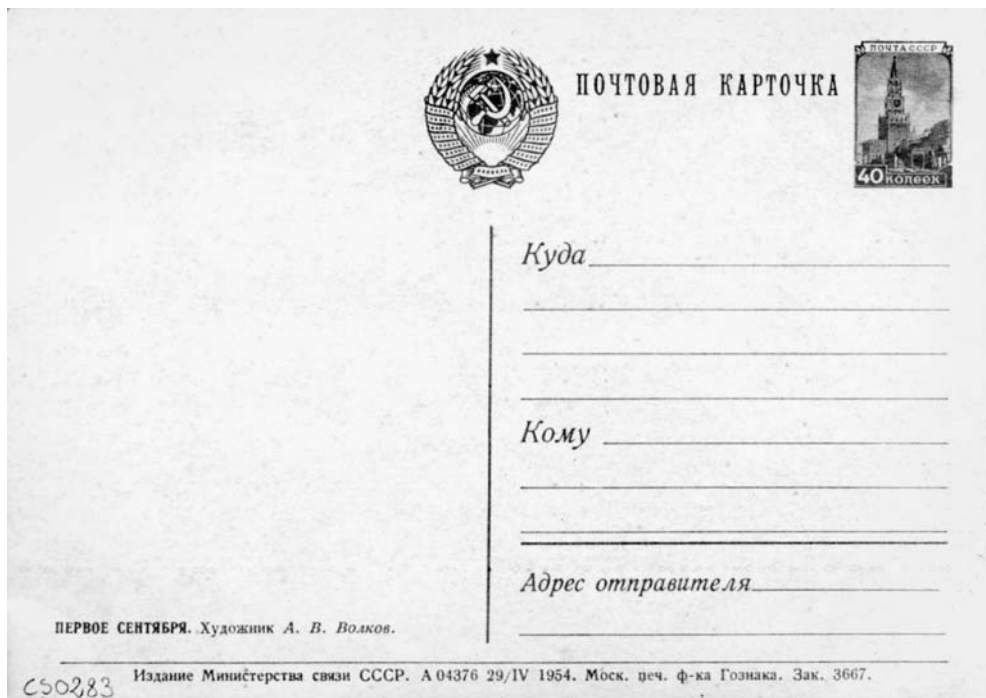 ПОЧТОВАЯ КАРТОЧКА
ПОЧТА СССР
40 КОПЕЕК
Куда
Кому
Адрес отправителя
ПЕРВОЕ СЕНТЯБРЯ. Художник А. В. Волков.
Издание Министерства связи СССР. А 04376 29/IV 1954. Моск. печ. ф-ка Гознака. Зак. 3667.
CS0283